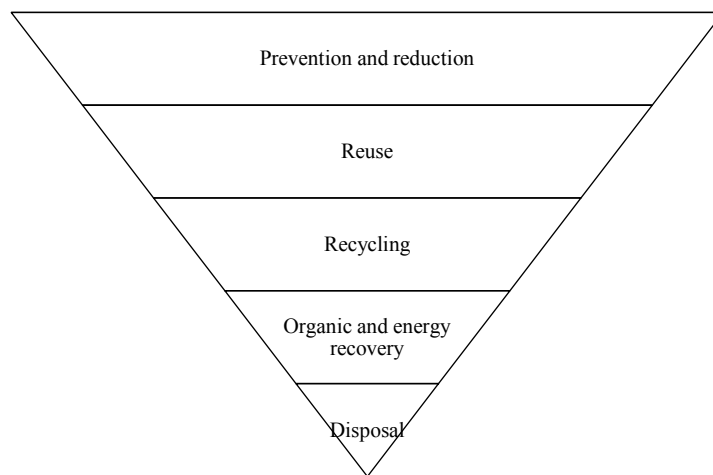 Prevention and reduction
Reuse
Recycling
Organic and energy
recovery
Disposal